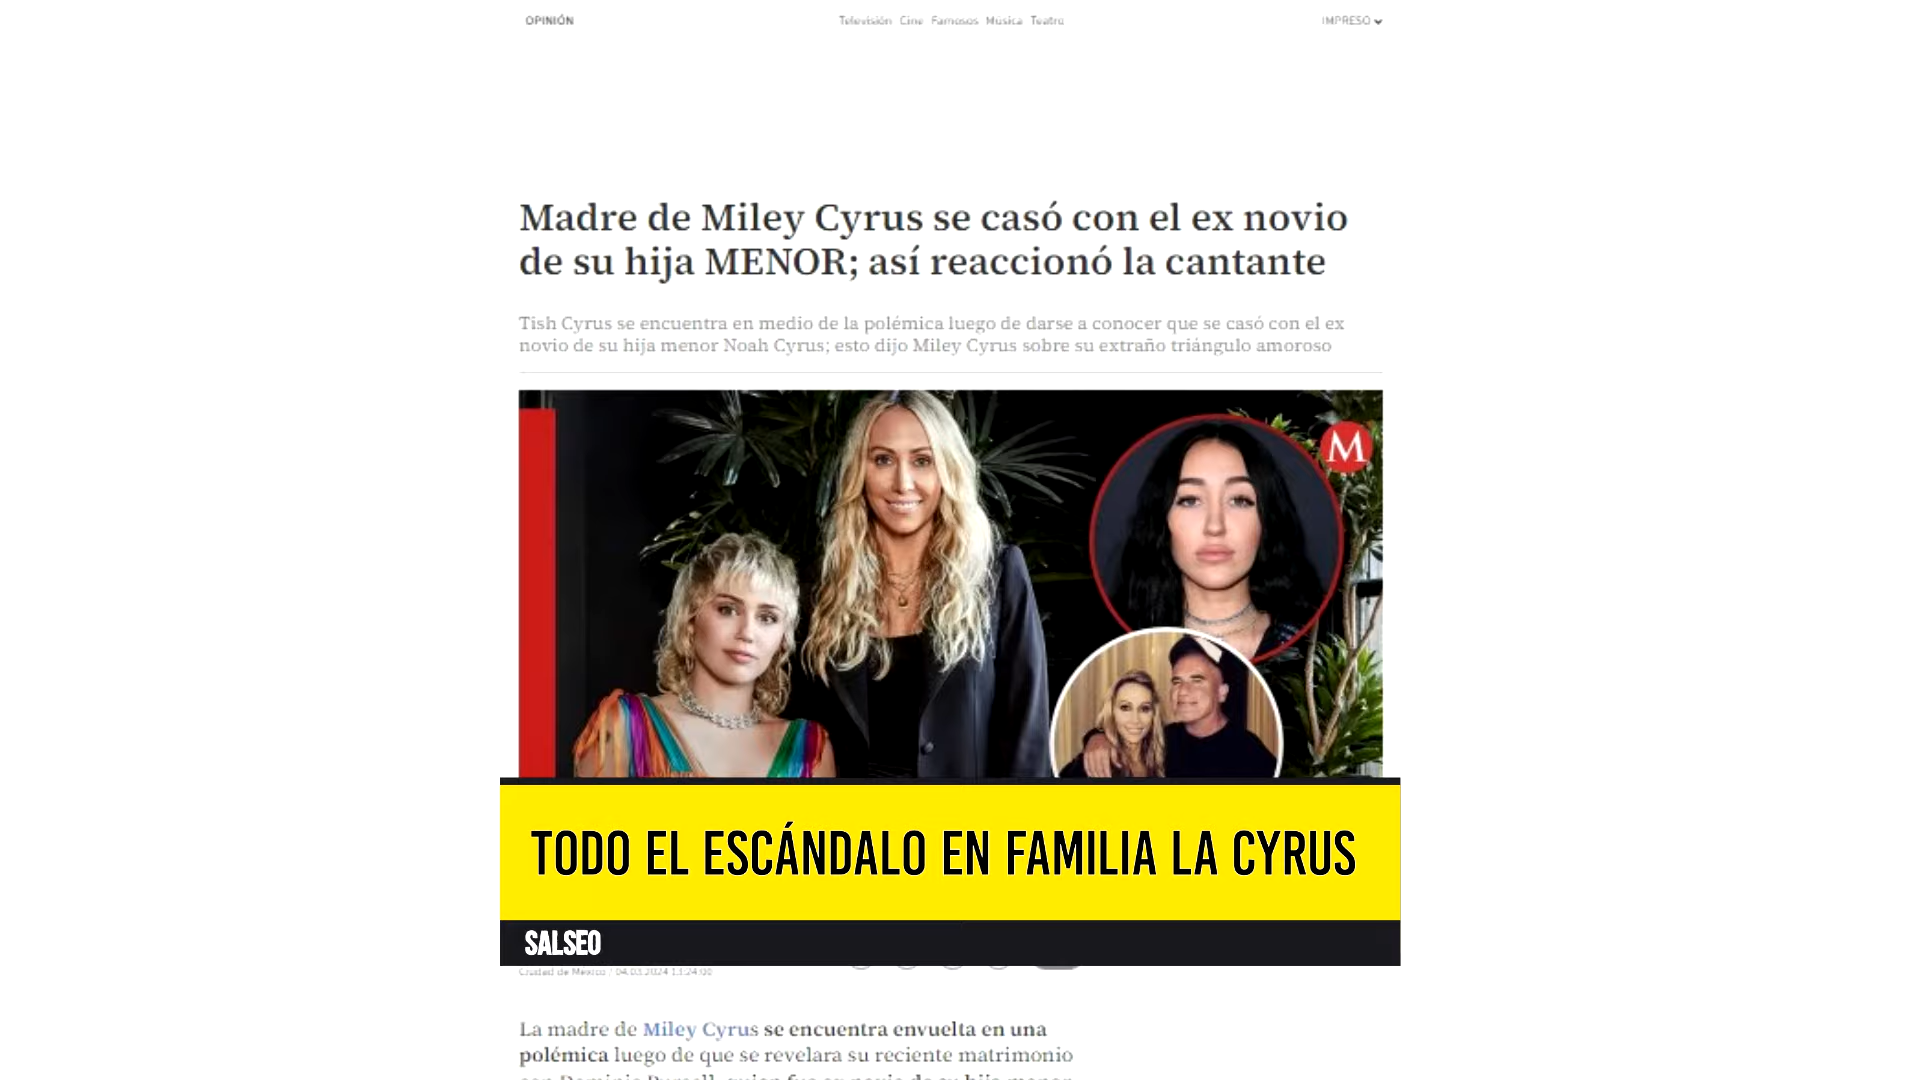 OPINIÓN
Televisión Cine Famosos Música Teatro
IMPRESO
Madre de Miley Cyrus se casó con el ex novio
de su hija MENOR; así reaccionó la cantante
Tish Cyrus se encuentra en medio de la polémica luego de darse a conocer que se casó con el ex
novio de su hija menor Noah Cyrus; esto dijo Miley Cyrus sobre su extraño triángulo amoroso
M
TODO EL ESCÁNDALO EN FAMILIA LA CYRUS
SALSEO
Ciudad de México /
La madre de Miley Cyrus se encuentra envuelta en una
polémica luego de que se revelara su reciente matrimonio